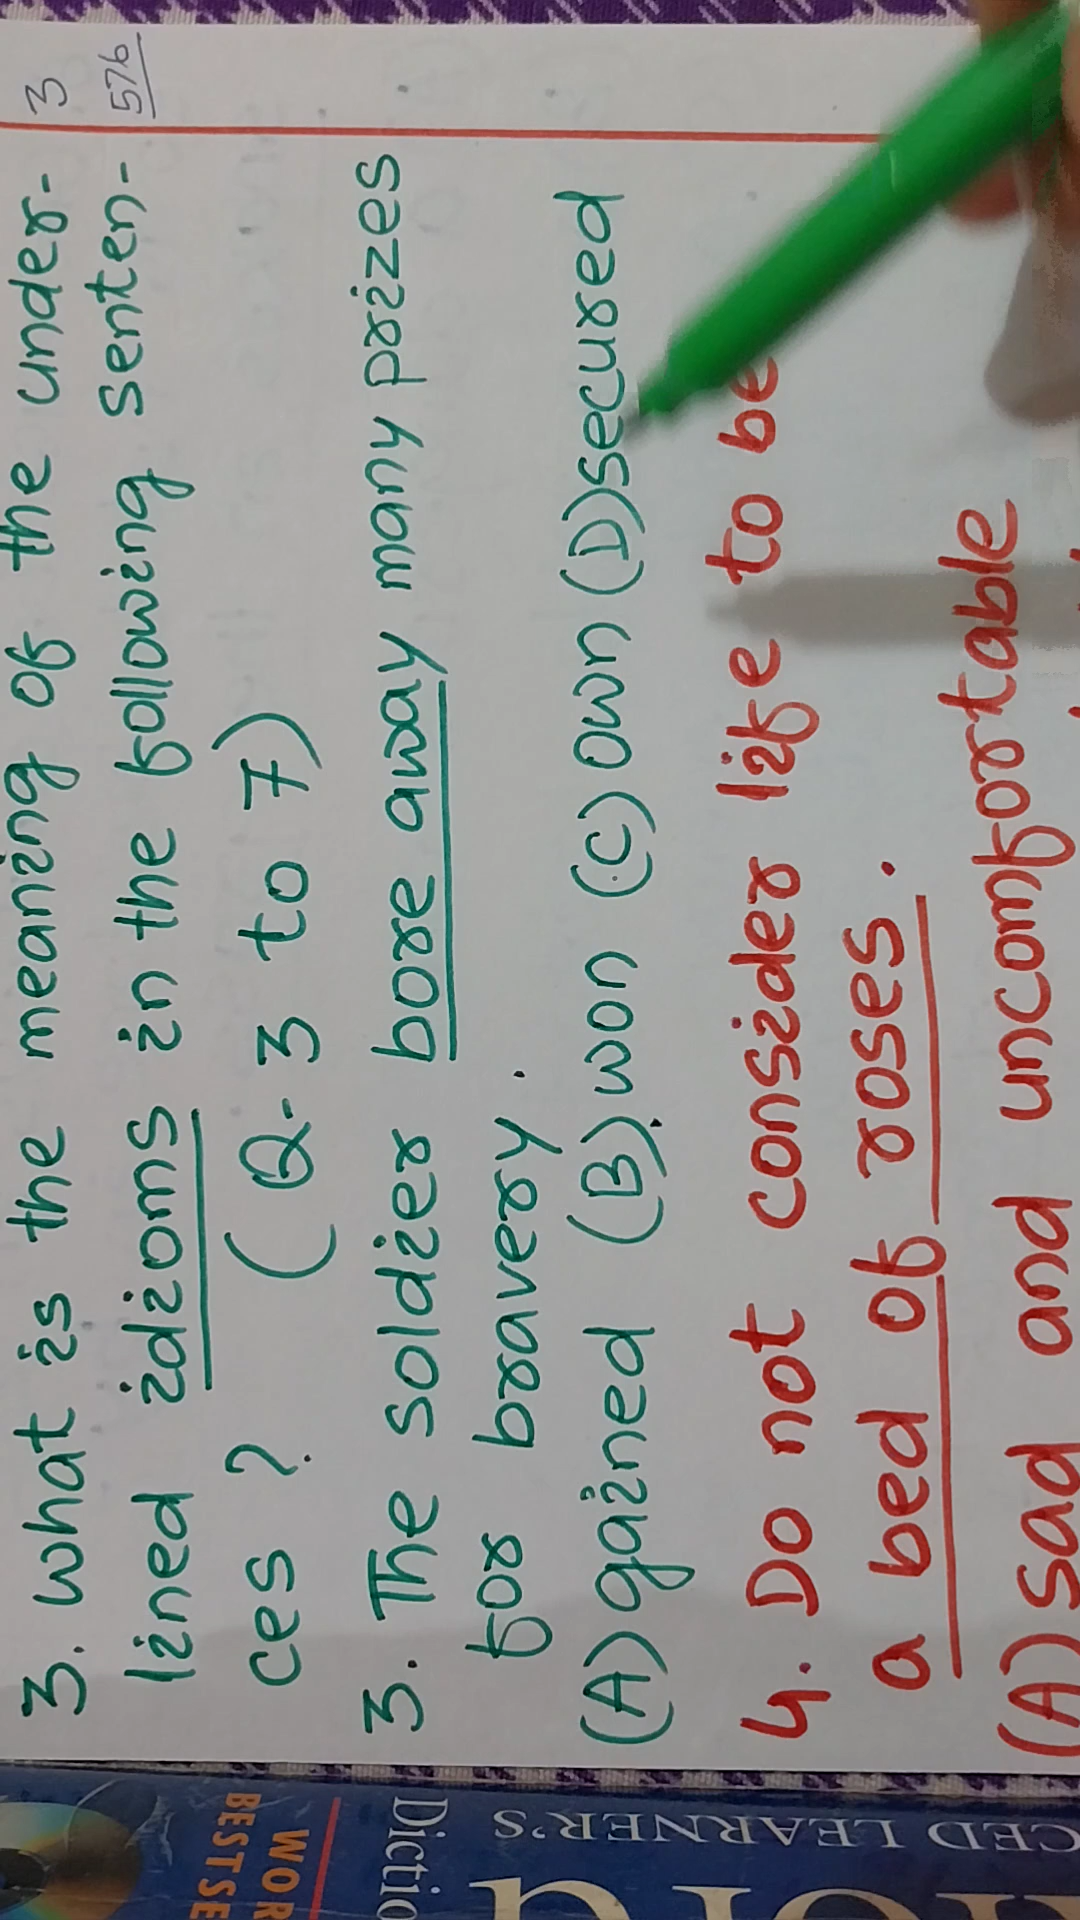 3
576
3. what is the meaning of the under-
lined idioms in the following senten-
ces ? (Q. 3 to 7)
3. The soldier bore away many prizes
for bravery.
(A) gained (B) won (C) own (D) secured
4. Do not consider life to be
a bed of roses.
(A) sad and uncomfortable
WOR
BESTSE
Dictio
CED LEARNER'S